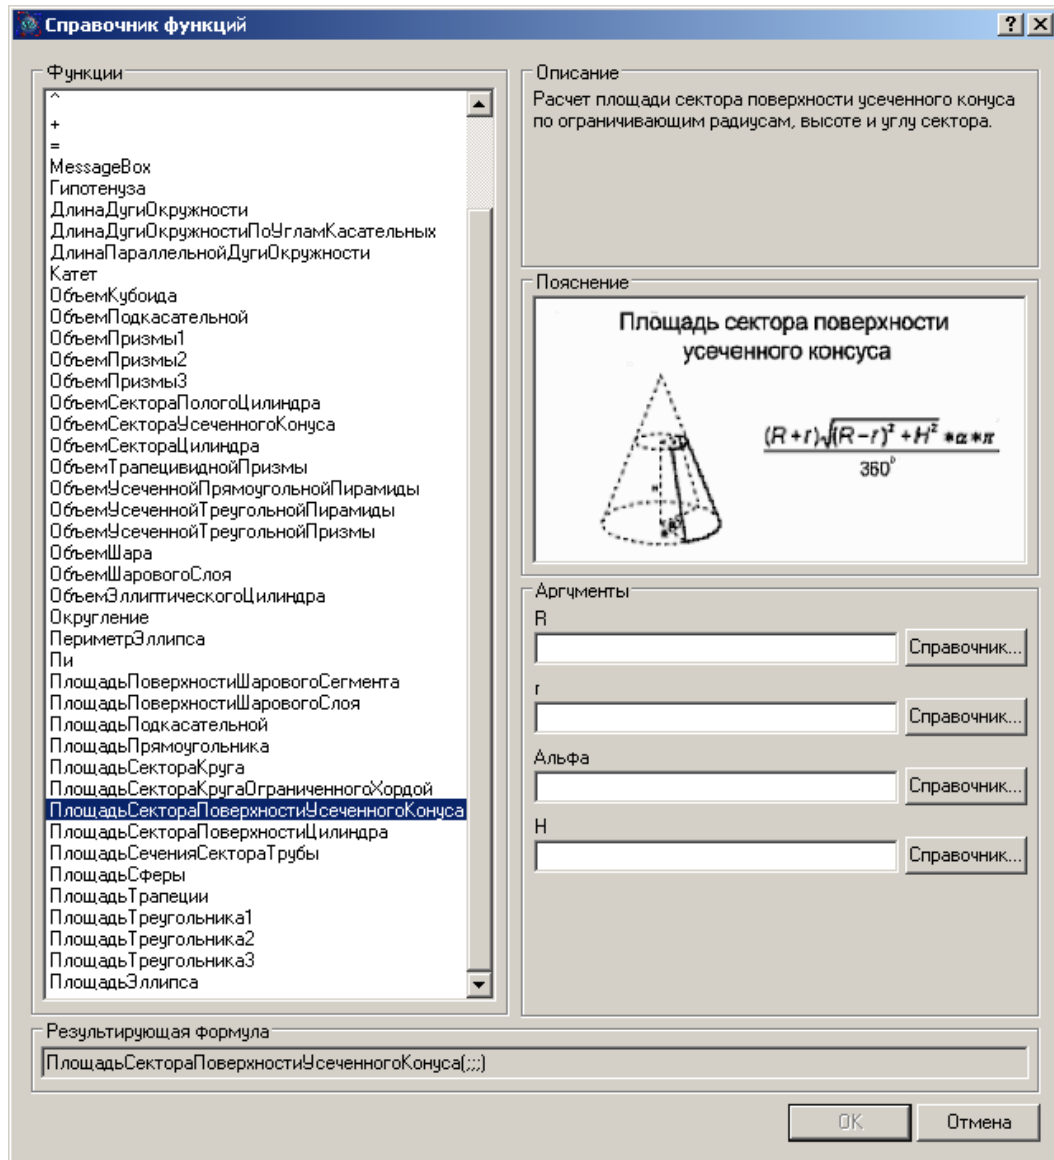 Справочник функций
Функции
^
+
=
MessageBox
Гипотенуза
ДлинаДугиОкружности
ДлинаДугиОкружностиПоУгламКасательных
ДлинаПараллельнойДугиОкружности
Катет
ОбъемКубоида
ОбъемПодкасательной
ОбъемПризмы1
ОбъемПризмы2
ОбъемПризмы3
ОбъемСектораПологоЦилиндра
ОбъемСектораУсеченногоКонуса
ОбъемСектораЦилиндра
ОбъемТрапецивиднойПризмы
ОбъемУсеченнойПрямоугольнойПирамиды
ОбъемУсеченнойТреугольнойПирамиды
ОбъемУсеченнойТреугольнойПризмы
ОбъемШара
ОбъемШаровогоСлоя
ОбъемЭллиптическогоЦилиндра
Округление
ПериметрЭллипса
Пи
ПлощадьПоверхностиШаровогоСегмента
ПлощадьПоверхностиШаровогоСлоя
ПлощадьПодкасательной
ПлощадьПрямоугольника
ПлощадьСектораКруга
ПлощадьСектораКругаОграниченногоХордой
ПлощадьСектораПоверхностиУсеченногоКонуса
ПлощадьСектораПоверхностиЦилиндра
ПлощадьСеченияСектораТрубы
ПлощадьСферы
ПлощадьТрапеции
ПлощадьТреугольника1
ПлощадьТреугольника2
ПлощадьТреугольника3
ПлощадьЭллипса
Описание
Расчет площади сектора поверхности усеченного конуса
по ограничивающим радиусам, высоте и углу сектора.
Пояснение
Площадь сектора поверхности
усеченного консуса
(R+r)√(R−r)²+H² *α*π
360°
Аргументы
R
Справочник...
r
Справочник...
Альфа
Справочник...
H
Справочник...
Результирующая формула
ПлощадьСектораПоверхностиУсеченногоКонуса(;;;)
OK
Отмена